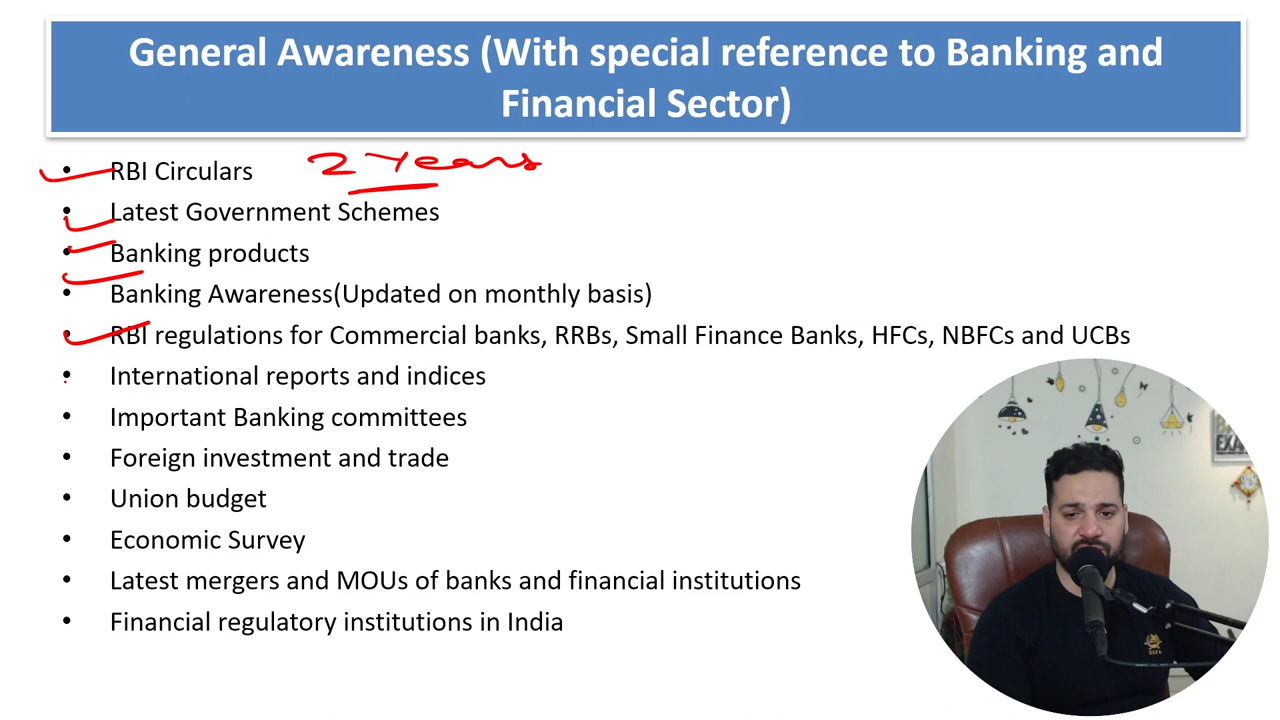 General Awareness (With special reference to Banking and
Financial Sector)
• RBI Circulars 2 Years
• Latest Government Schemes
• Banking products
• Banking Awareness(Updated on monthly basis)
• RBI regulations for Commercial banks, RRBs, Small Finance Banks, HFCs, NBFCs and UCBs
• International reports and indices
• Important Banking committees
• Foreign investment and trade
• Union budget
• Economic Survey
• Latest mergers and MOUs of banks and financial institutions
• Financial regulatory institutions in India